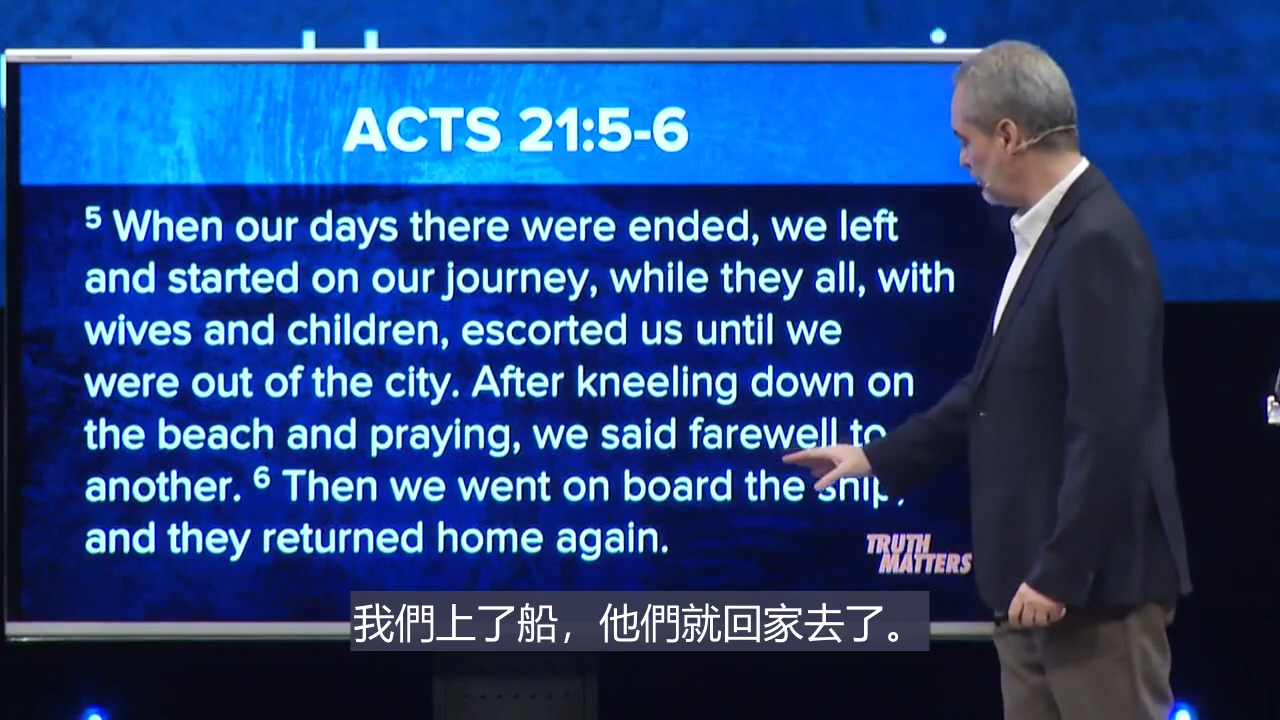 ACTS 21:5-6
5 When our days there were ended, we left
and started on our journey, while they all, with
wives and children, escorted us until we
were out of the city. After kneeling down on
the beach and praying, we said farewell to
another. 6 Then we went on board the ship,
and they returned home again.
TRUTH
MATTERS
我們上了船，他們就回家去了。